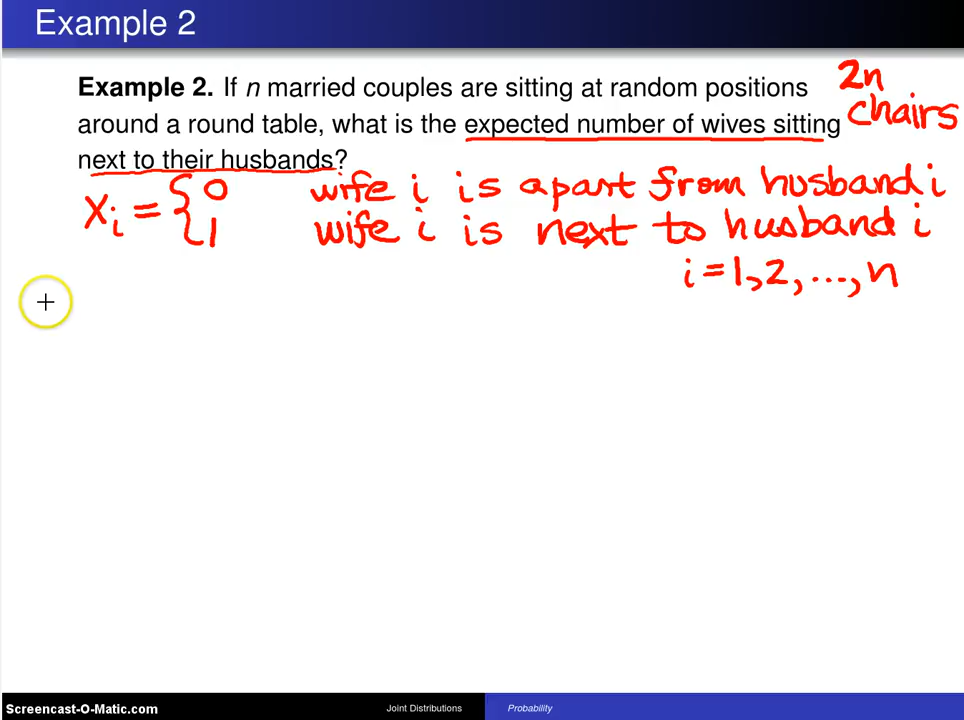 Example 2
Example 2. If n married couples are sitting at random positions
around a round table, what is the expected number of wives sitting
next to their husbands?
2n
chairs
Xi = { 0 wife i is apart from husband i
1 wife i is next to husband i
i = 1, 2, ..., n
Screencast-O-Matic.com
Joint Distributions
Probability